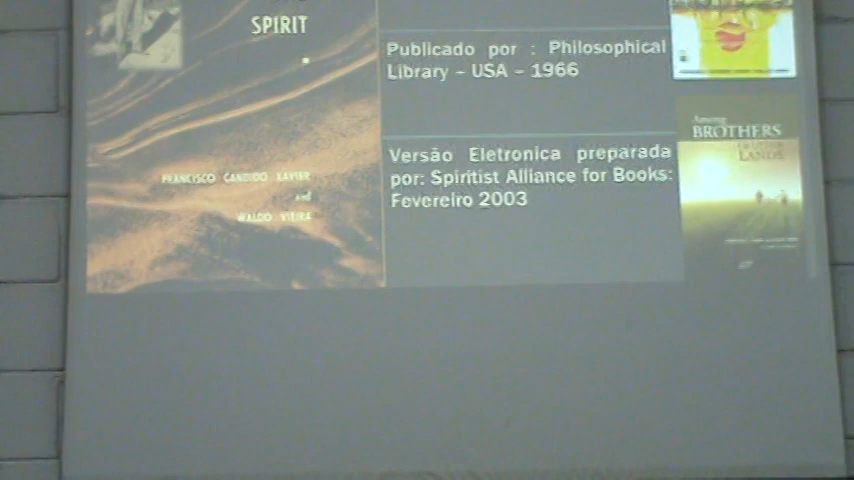 SPIRIT
FRANCISCO CANDIDO XAVIER
and
WALDO VIEIRA
Publicado por : Philosophical
Library – USA – 1966
Versão Eletronica preparada
por: Spiritist Alliance for Books:
Fevereiro 2003
Among
BROTHERS
LANDS